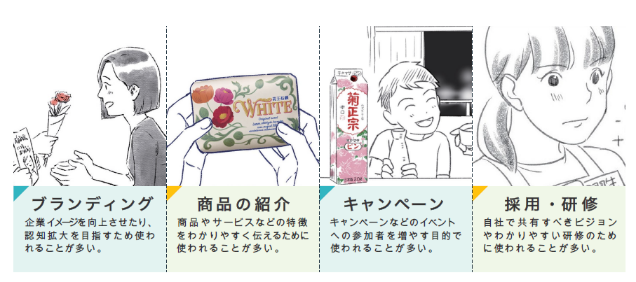 WHITE
菊正宗
ピン
ブランディング
企業イメージを向上させたり、
認知拡大を目指すため使わ
れることが多い。
商品の紹介
商品やサービスなどの特徴
をわかりやすく伝えるために
使われることが多い。
キャンペーン
キャンペーンなどのイベント
への参加者を増やす目的で
使われることが多い。
採用・研修
自社で共有すべきビジョン
やわかりやすい研修のため
に使われることが多い。